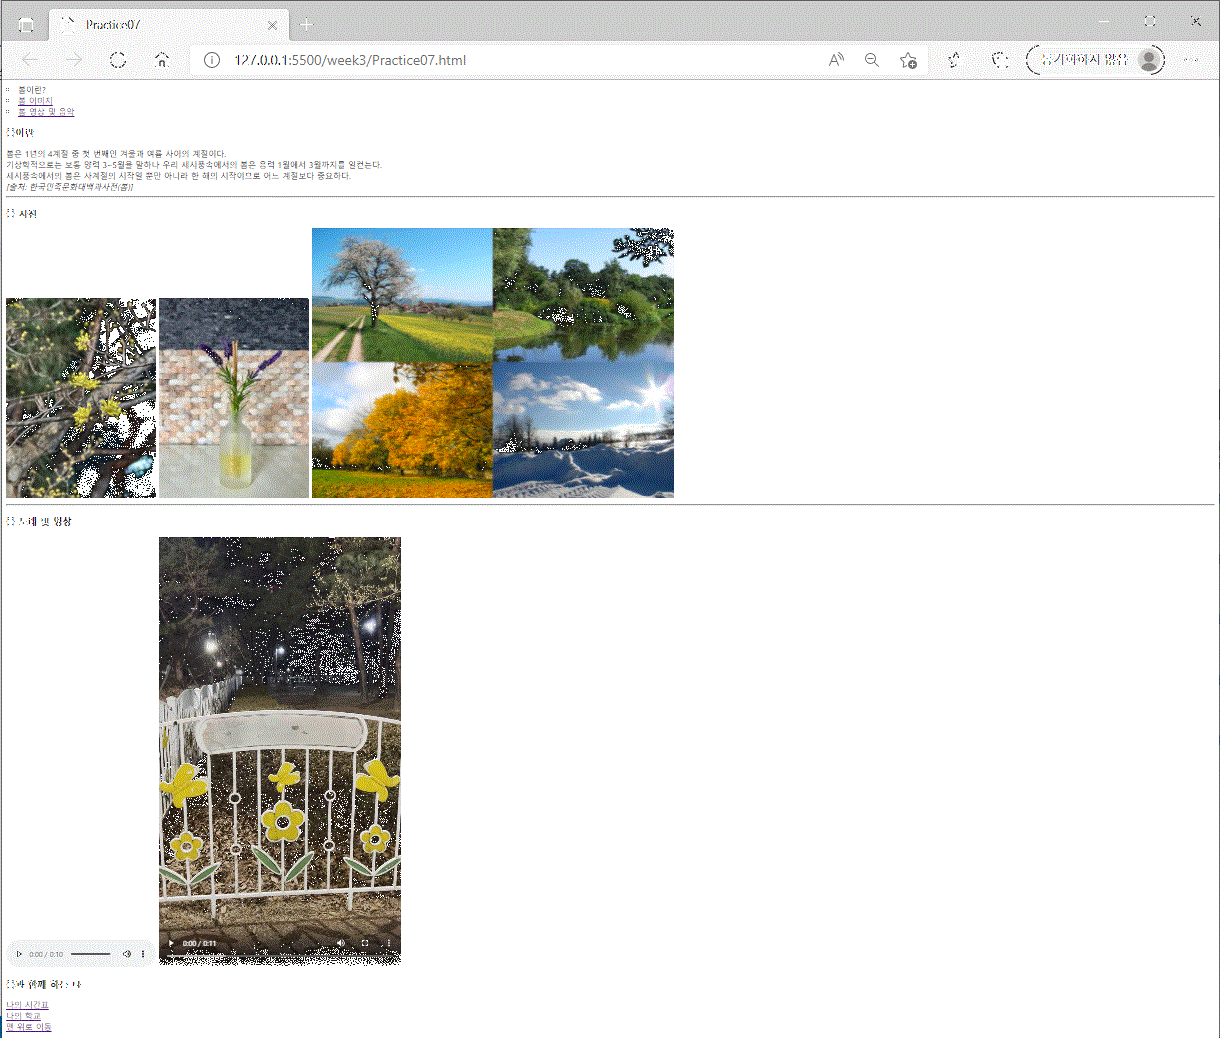 Practice07
127.0.0.1:5500/week3/Practice07.html
동기화하지 않음
봄이란?
봄 이미지
봄 영상 및 음악
봄이란
봄은 1년의 4계절 중 첫 번째인 겨울과 여름 사이의 계절이다.
기상학적으로는 보통 양력 3~5월을 말하나 우리 세시풍속에서의 봄은 음력 1월에서 3월까지를 일컫는다.
세시풍속에서의 봄은 사계절의 시작일 뿐만 아니라 한 해의 시작이므로 어느 계절보다 중요하다.
[출처: 한국민족문화대백과사전(봄)]
봄 사진
봄 노래 및 영상
0:00 / 0:11
0:00 / 0:10
봄과 함께 하는 나
나의 시간표
나의 학교
맨 위로 이동